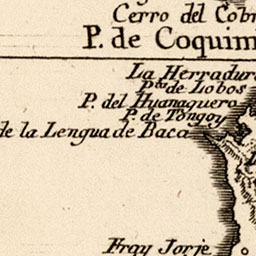 Cerro del Cobr
P. de Coquim
La Herradura
Pta. de Lobos
P. del Huanaquero
P. de Tongoy
de la Lengua de Baca
Fray Jorje